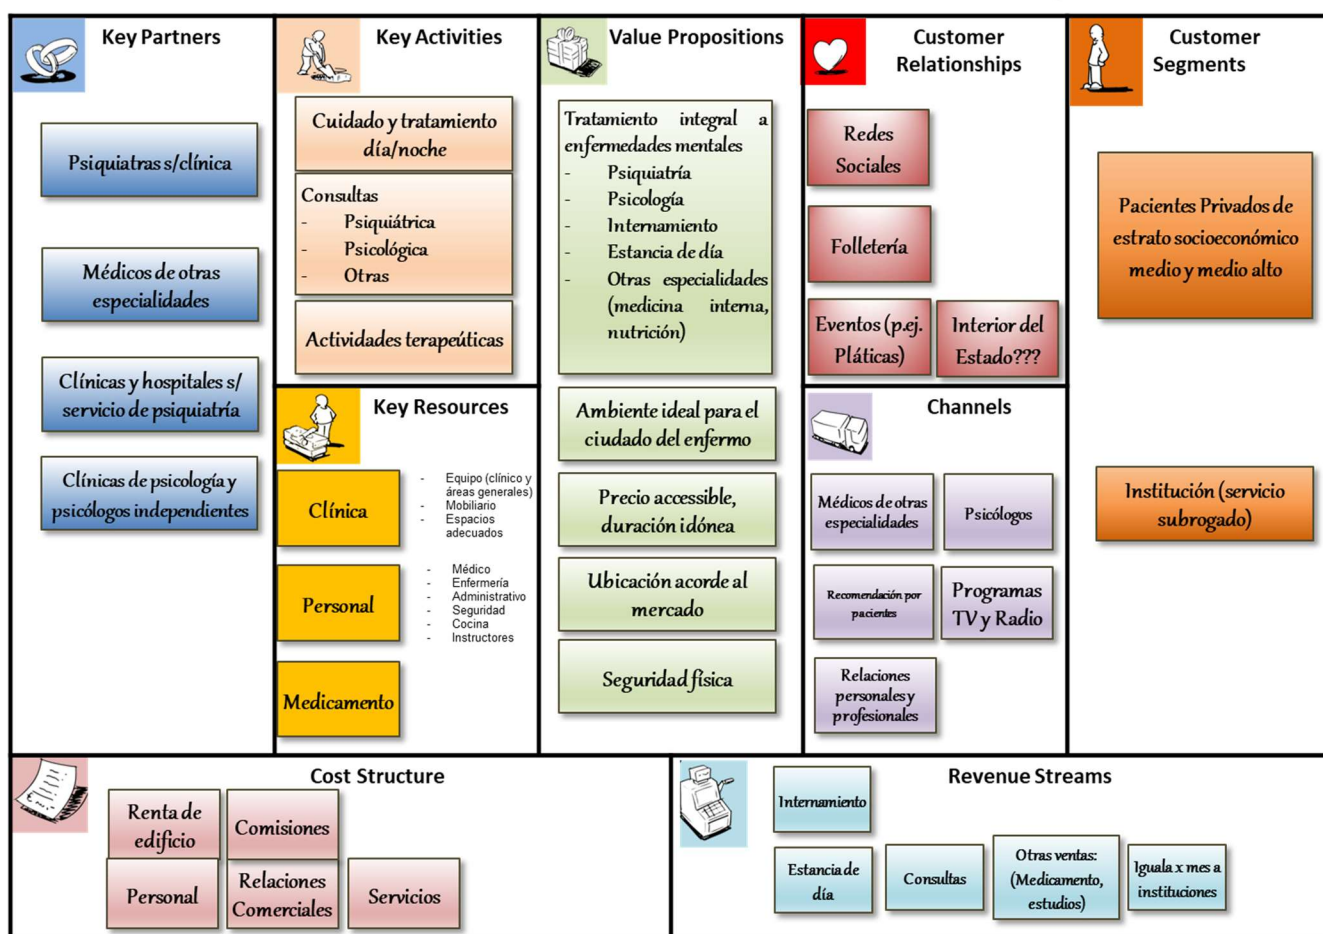 Key Partners
Psiquiatras s/clínica
Médicos de otras
especialidades
Clínicas y hospitales s/
servicio de psiquiatría
Clínicas de psicología y
psicólogos independientes
Key Activities
Cuidado y tratamiento
día/noche
Consultas
- Psiquiátrica
- Psicológica
- Otras
Actividades terapeúticas
Key Resources
Clínica
- Equipo (clínico y
áreas generales)
- Mobiliario
- Espacios
adecuados
Personal
- Médico
- Enfermería
- Administrativo
- Seguridad
- Cocina
- Instructores
Medicamento
Value Propositions
Tratamiento integral a
enfermedades mentales
- Psiquiatría
- Psicología
- Internamiento
- Estancia de día
- Otras especialidades
(medicina interna,
nutrición)
Ambiente ideal para el
ciudado del enfermo
Precio accessible,
duración idónea
Ubicación acorde al
mercado
Seguridad física
Customer
Relationships
Redes
Sociales
Folletería
Eventos (p.ej.
Pláticas)
Interior del
Estado???
Channels
Médicos de otras
especialidades
Psicólogos
Recomendación por
pacientes
Programas
TV y Radio
Relaciones
personales y
profesionales
Customer
Segments
Pacientes Privados de
estrato socioeconómico
medio y medio alto
Institución (servicio
subrogado)
Cost Structure
Renta de
edificio
Comisiones
Personal
Relaciones
Comerciales
Servicios
Revenue Streams
Internamiento
Estancia de
día
Consultas
Otras ventas:
(Medicamento,
estudios)
Iguala x mes a
instituciones